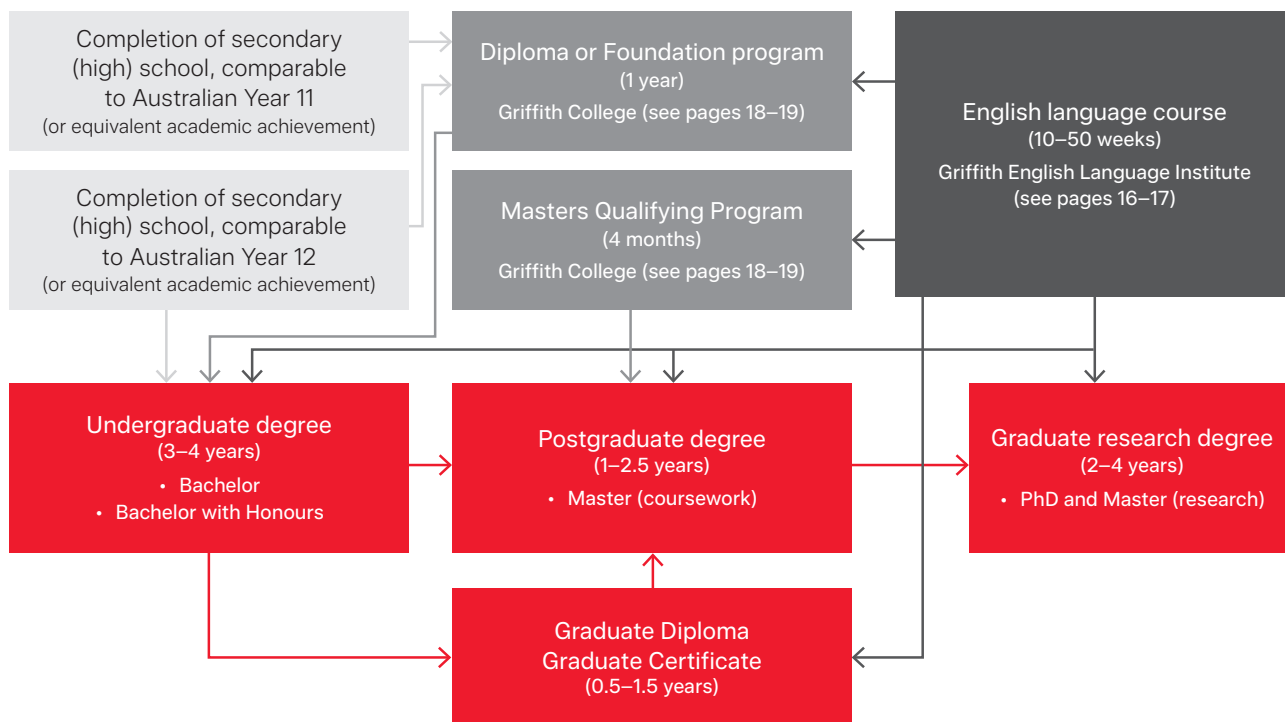 Completion of secondary
(high) school, comparable
to Australian Year 11
(or equivalent academic achievement)
Diploma or Foundation program
(1 year)
Griffith College (see pages 18–19)
English language course
(10–50 weeks)
Griffith English Language Institute
(see pages 16–17)
Completion of secondary
(high) school, comparable
to Australian Year 12
(or equivalent academic achievement)
Masters Qualifying Program
(4 months)
Griffith College (see pages 18–19)
Undergraduate degree
(3–4 years)
• Bachelor
• Bachelor with Honours
Postgraduate degree
(1–2.5 years)
• Master (coursework)
Graduate research degree
(2–4 years)
• PhD and Master (research)
Graduate Diploma
Graduate Certificate
(0.5–1.5 years)